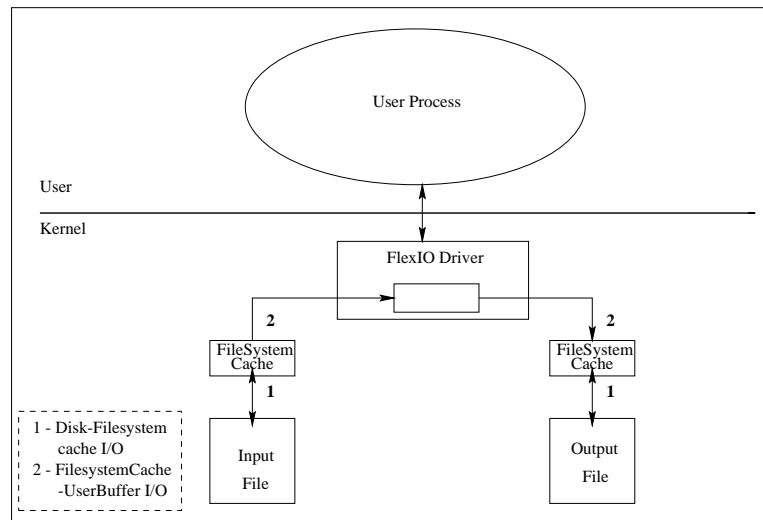 User Process
User
Kernel
FlexIO Driver
2
2
FileSystem
Cache
FileSystem
Cache
1
1
Input
File
Output
File
1 - Disk-Filesystem
cache I/O
2 - FilesystemCache
-UserBuffer I/O